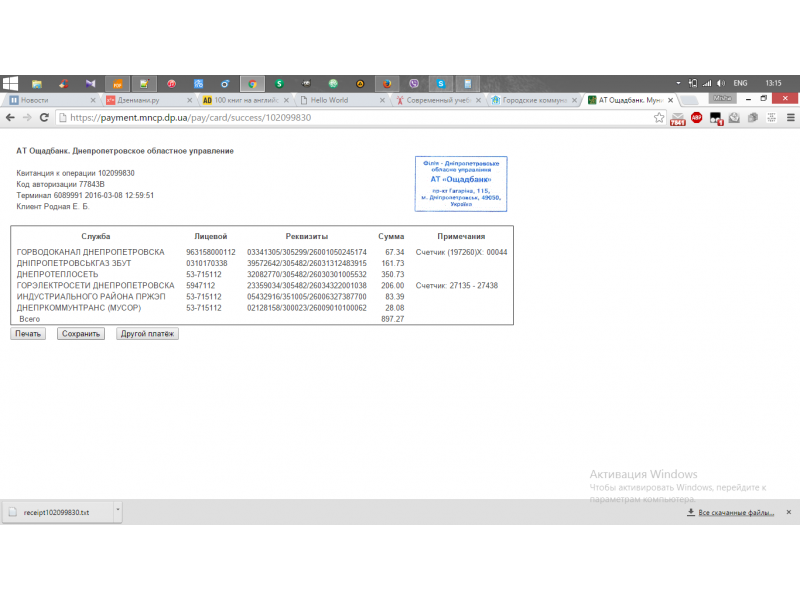 ENG 13:15
Новости
Дзенмани.ру
100 книг на английс
Hello World
Современный учеб
Городские коммуна
АТ Ощадбанк. Муни
https://payment.mncp.dp.ua/pay/card/success/102099830
ABP
АТ Ощадбанк. Днепропетровское областное управление
Квитанция к операции 102099830
Код авторизации 77843B
Терминал 6089991 2016-03-08 12:59:51
Клиент Родная Е. Б.
Філія - Дніпропетровське
обласне управління
АТ «Ощадбанк»
пр-кт Гагаріна, 115,
м. Дніпропетровськ, 49050,
Україна
Служба Лицевой Реквизиты Сумма Примечания
ГОРВОДОКАНАЛ ДНЕПРОПЕТРОВСКА 963158000112 03341305/305299/26001050245174 67.34 Счетчик (197260)X: 00044
ДНІПРОПЕТРОВСЬКГАЗ ЗБУТ 0310170338 39572642/305482/26031312483915 161.73
ДНЕПРОТЕПЛОСЕТЬ 53-715112 32082770/305482/26030301005532 350.73
ГОРЭЛЕКТРОСЕТИ ДНЕПРОПЕТРОВСКА 5947112 23359034/305482/26034322001038 206.00 Счетчик: 27135 - 27438
ИНДУСТРИАЛЬНОГО РАЙОНА ПРЖЭП 53-715112 05432916/351005/26006327387700 83.39
ДНЕПРКОММУНТРАНС (МУСОР) 53-715112 02128158/300023/26009010100062 28.08
Всего 897.27
Печать Сохранить Другой платёж
Активация Windows
Чтобы активировать Windows, перейдите к
параметрам компьютера.
receipt102099830.txt
Все скачанные файлы...